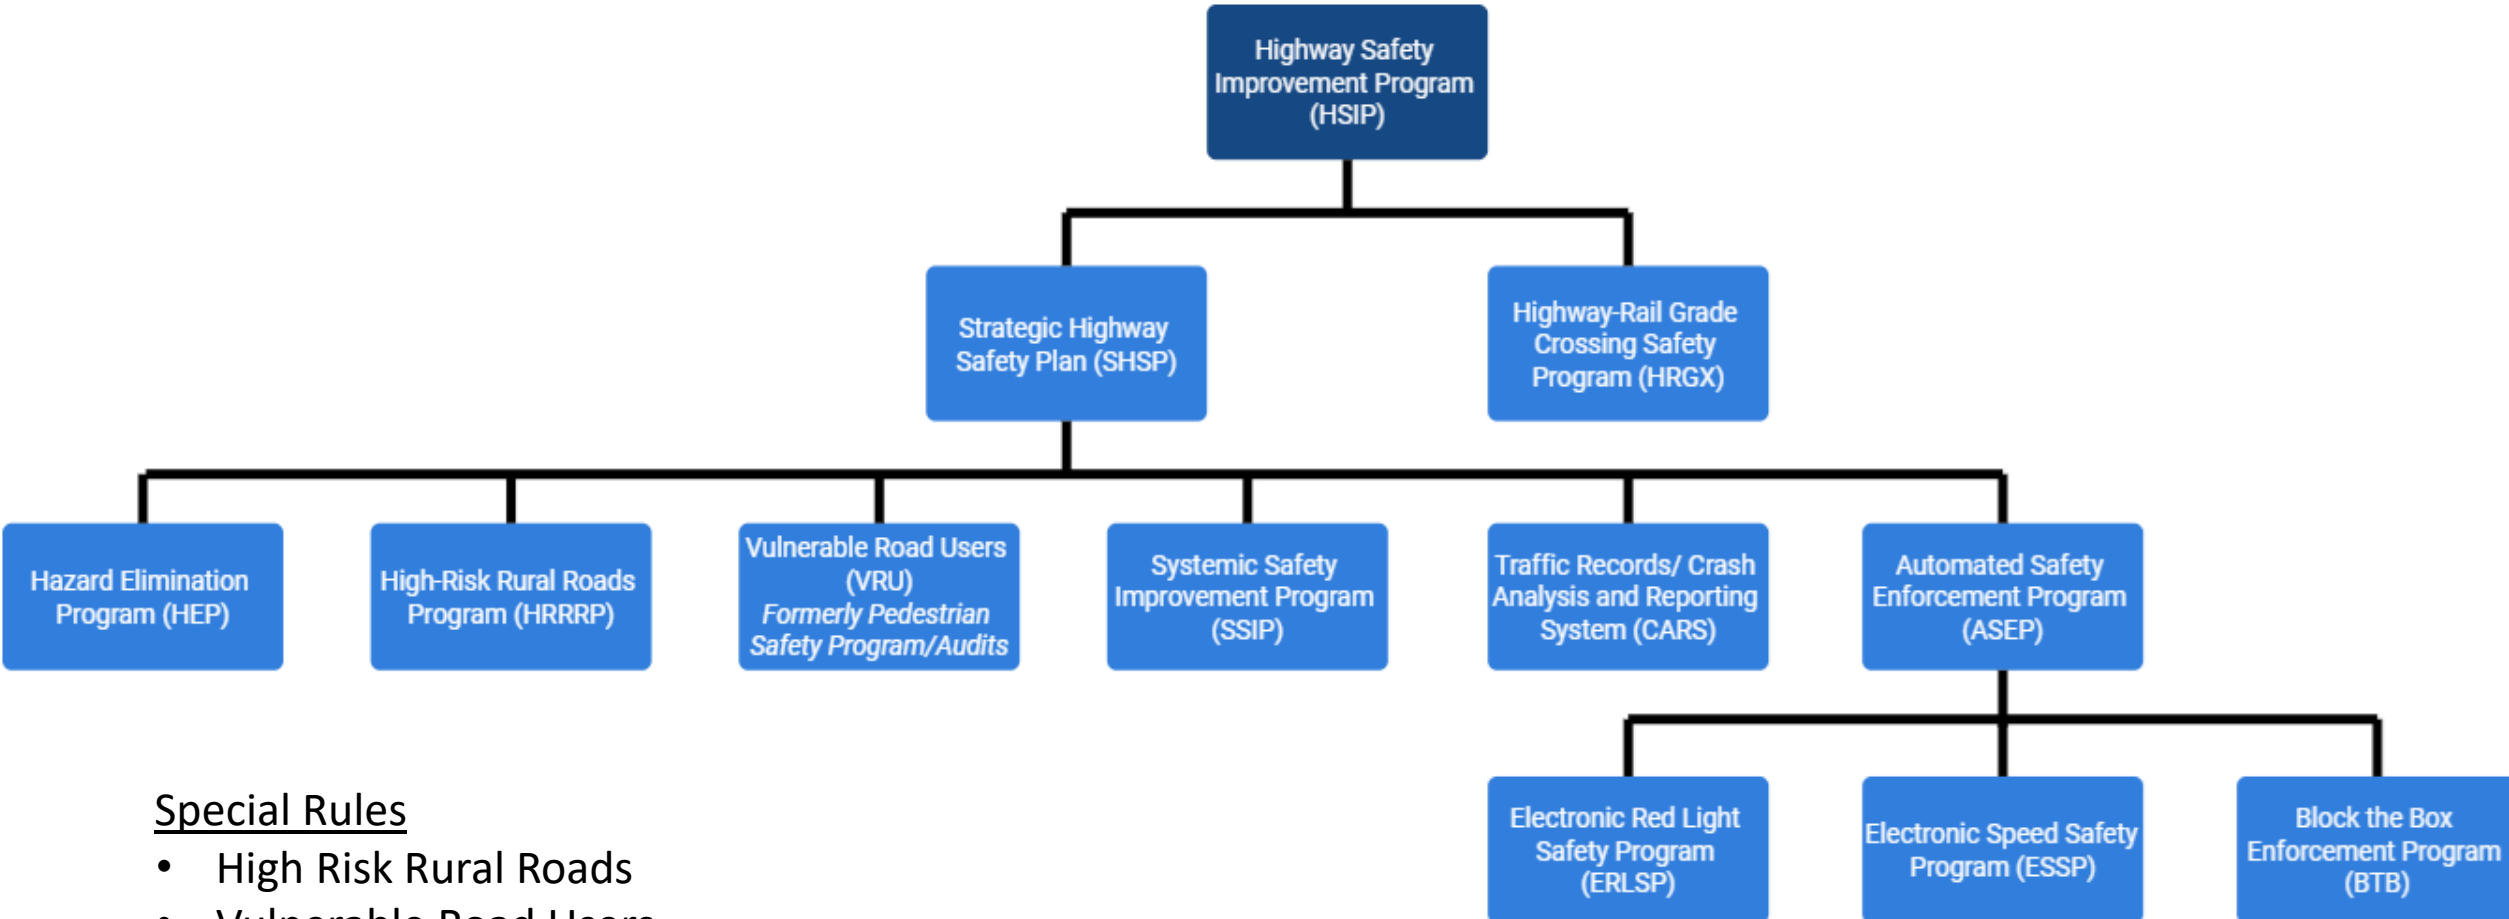 Highway Safety
Improvement Program
(HSIP)
Strategic Highway
Safety Plan (SHSP)
Highway-Rail Grade
Crossing Safety
Program (HRGX)
Hazard Elimination
Program (HEP)
High-Risk Rural Roads
Program (HRRRP)
Vulnerable Road Users
(VRU)
Formerly Pedestrian
Safety Program/Audits
Systemic Safety
Improvement Program
(SSIP)
Traffic Records/ Crash
Analysis and Reporting
System (CARS)
Automated Safety
Enforcement Program
(ASEP)
Electronic Red Light
Safety Program
(ERLSP)
Electronic Speed Safety
Program (ESSP)
Block the Box
Enforcement Program
(BTB)
Special Rules
• High Risk Rural Roads
• Vulnerable Road Users